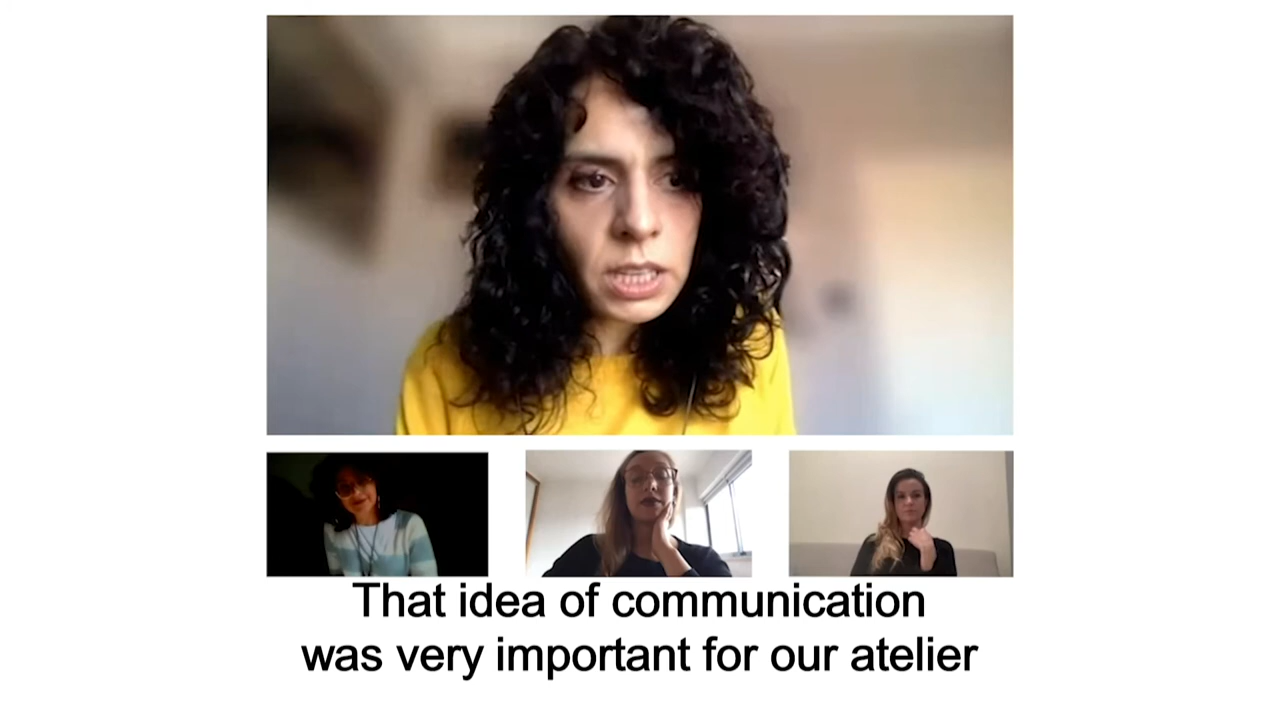 That idea of communication
was very important for our atelier